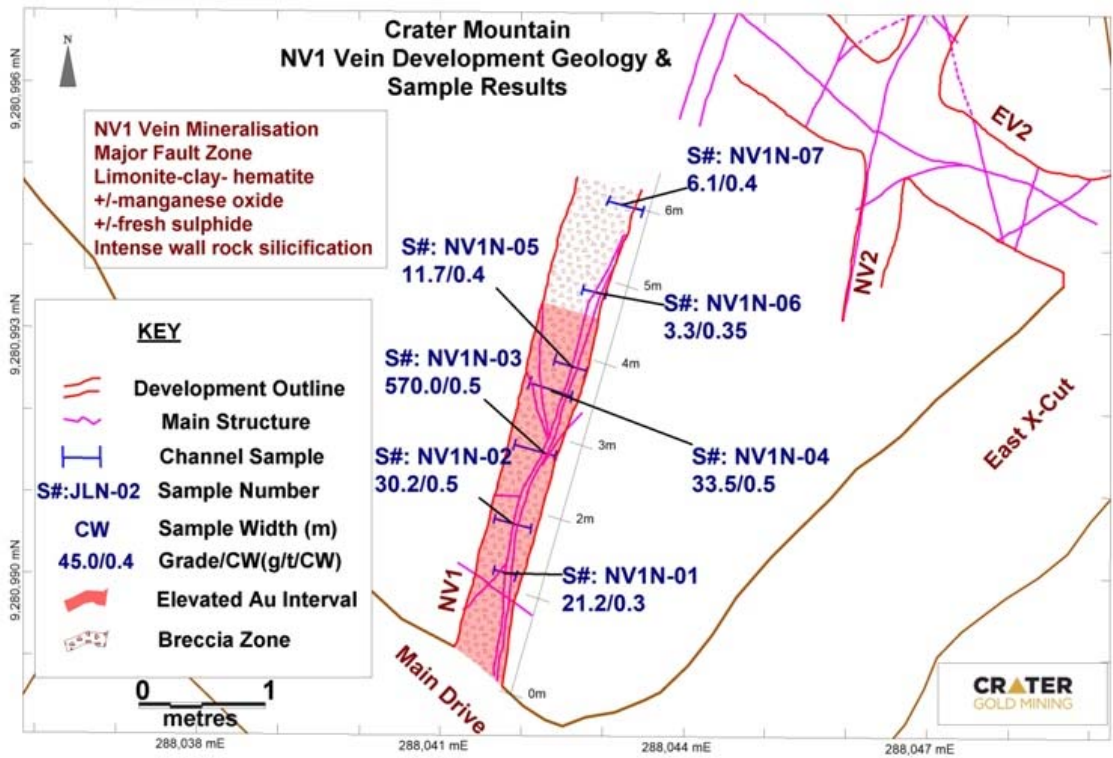 Crater Mountain
NV1 Vein Development Geology &
Sample Results
N
9,280,996 mN
9,280,993 mN
9,280,990 mN
NV1 Vein Mineralisation
Major Fault Zone
Limonite-clay- hematite
+/-manganese oxide
+/-fresh sulphide
Intense wall rock silicification
KEY
Development Outline
Main Structure
Channel Sample
S#:JLN-02 Sample Number
CW Sample Width (m)
45.0/0.4 Grade/CW(g/t/CW)
Elevated Au Interval
Breccia Zone
0 1
metres
S#: NV1N-07
6.1/0.4
S#: NV1N-05
11.7/0.4
S#: NV1N-06
3.3/0.35
S#: NV1N-03
570.0/0.5
S#: NV1N-02
30.2/0.5
S#: NV1N-04
33.5/0.5
S#: NV1N-01
21.2/0.3
6m
5m
4m
3m
2m
0m
NV1
Main Drive
NV2
EV2
East X-Cut
CRATER
GOLD MINING
288,038 mE
288,041 mE
288,044 mE
288,047 mE